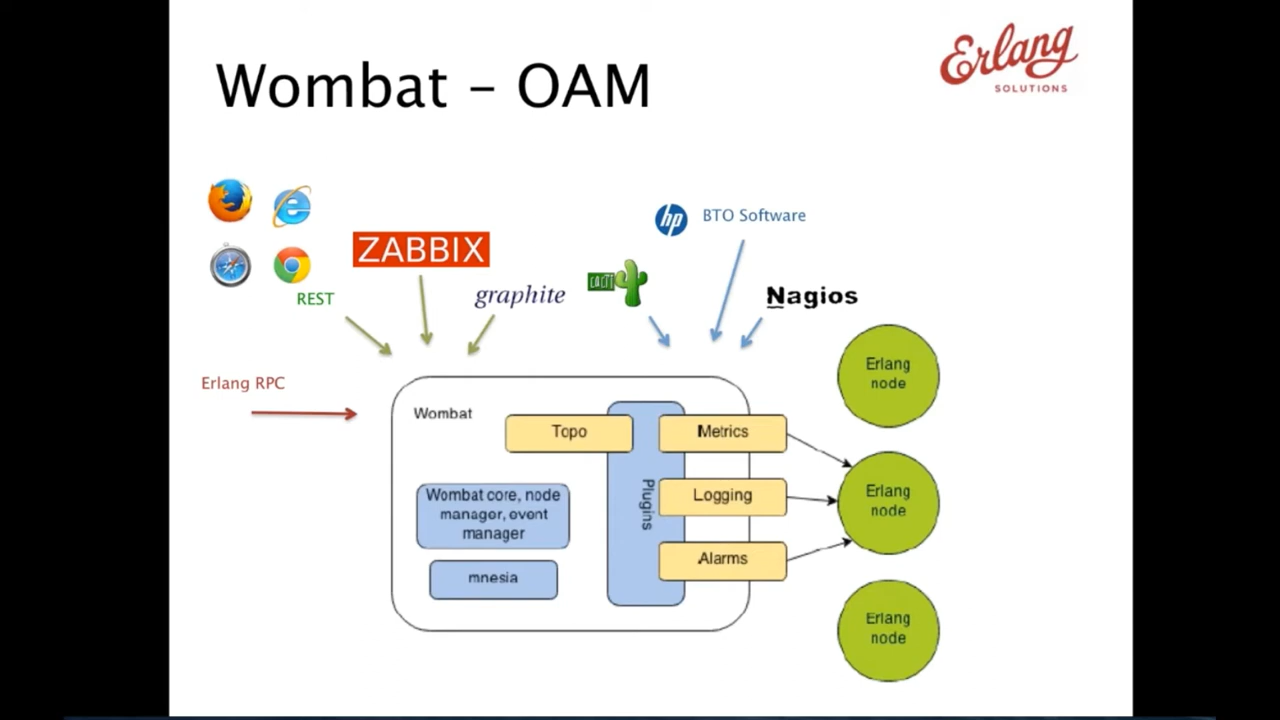 Wombat – OAM
Erlang
SOLUTIONS
hp
BTO Software
ZABBIX
REST
graphite
CACTI
Nagios
Erlang RPC
Wombat
Topo
Metrics
Logging
Alarms
Plugins
Wombat core, node
manager, event
manager
mnesia
Erlang
node
Erlang
node
Erlang
node